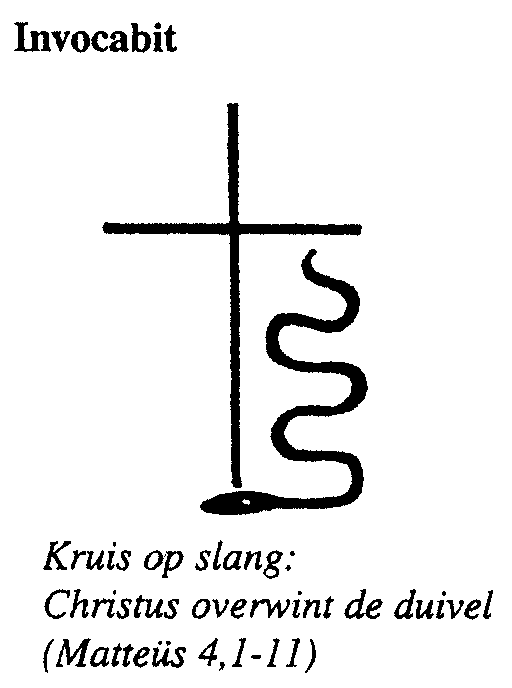 Invocabit
Kruis op slang:
Christus overwint de duivel
(Matteüs 4,1-11)